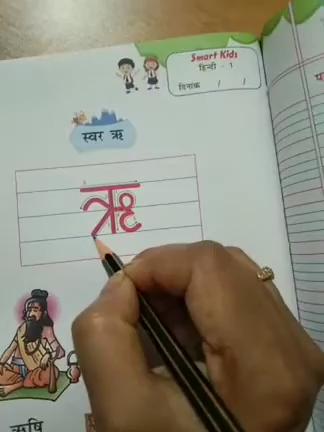 Smart Kids
हिन्दी - 1
दिनांक / /
स्वर ऋ
ऋ
ऋषि